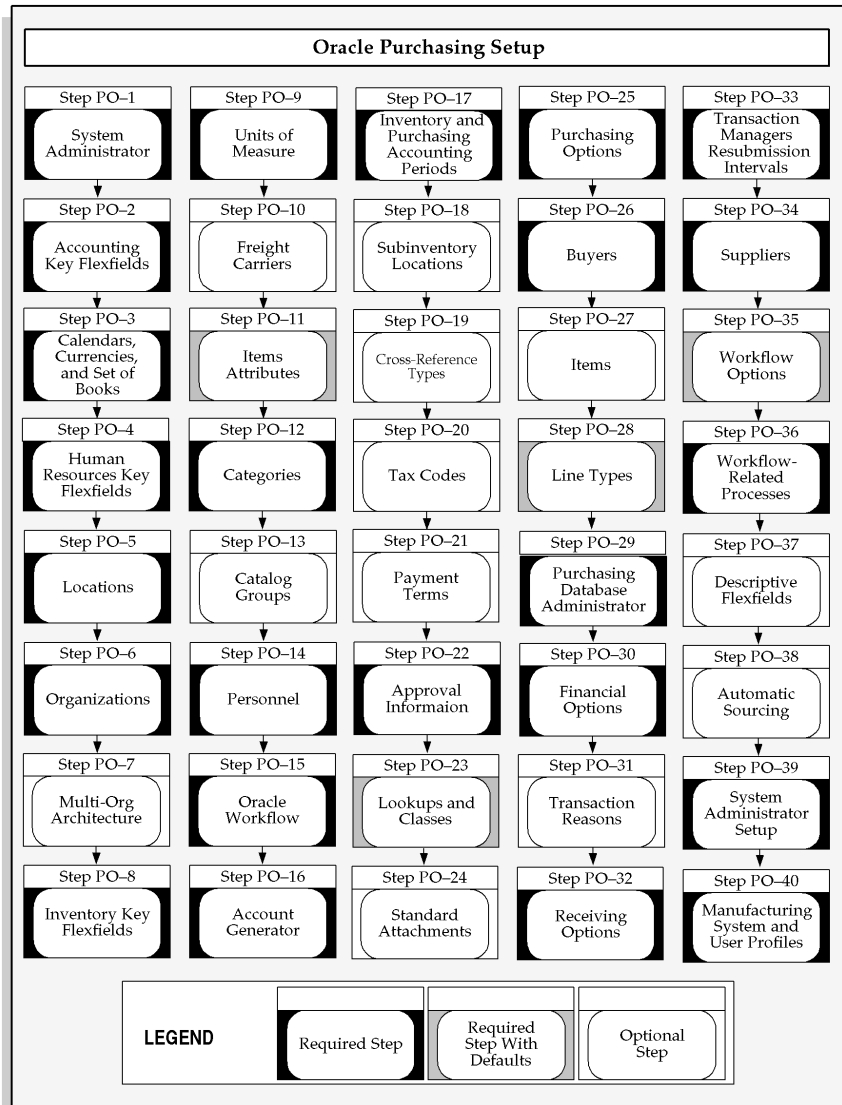 Oracle Purchasing Setup
Step PO–1
System
Administrator
Step PO–2
Accounting
Key Flexfields
Step PO–3
Calendars,
Currencies,
and Set of
Books
Step PO–4
Human
Resources Key
Flexfields
Step PO–5
Locations
Step PO–6
Organizations
Step PO–7
Multi-Org
Architecture
Step PO–8
Inventory Key
Flexfields
Step PO–9
Units of
Measure
Step PO–10
Freight
Carriers
Step PO–11
Items
Attributes
Step PO–12
Categories
Step PO–13
Catalog
Groups
Step PO–14
Personnel
Step PO–15
Oracle
Workflow
Step PO–16
Account
Generator
Step PO–17
Inventory and
Purchasing
Accounting
Periods
Step PO–18
Subinventory
Locations
Step PO–19
Cross-Reference
Types
Step PO–20
Tax Codes
Step PO–21
Payment
Terms
Step PO–22
Approval
Informaion
Step PO–23
Lookups and
Classes
Step PO–24
Standard
Attachments
Step PO–25
Purchasing
Options
Step PO–26
Buyers
Step PO–27
Items
Step PO–28
Line Types
Step PO–29
Purchasing
Database
Administrator
Step PO–30
Financial
Options
Step PO–31
Transaction
Reasons
Step PO–32
Receiving
Options
Step PO–33
Transaction
Managers
Resubmission
Intervals
Step PO–34
Suppliers
Step PO–35
Workflow
Options
Step PO–36
Workflow-
Related
Processes
Step PO–37
Descriptive
Flexfields
Step PO–38
Automatic
Sourcing
Step PO–39
System
Administrator
Setup
Step PO–40
Manufacturing
System and
User Profiles
LEGEND
Required Step
Required
Step With
Defaults
Optional
Step